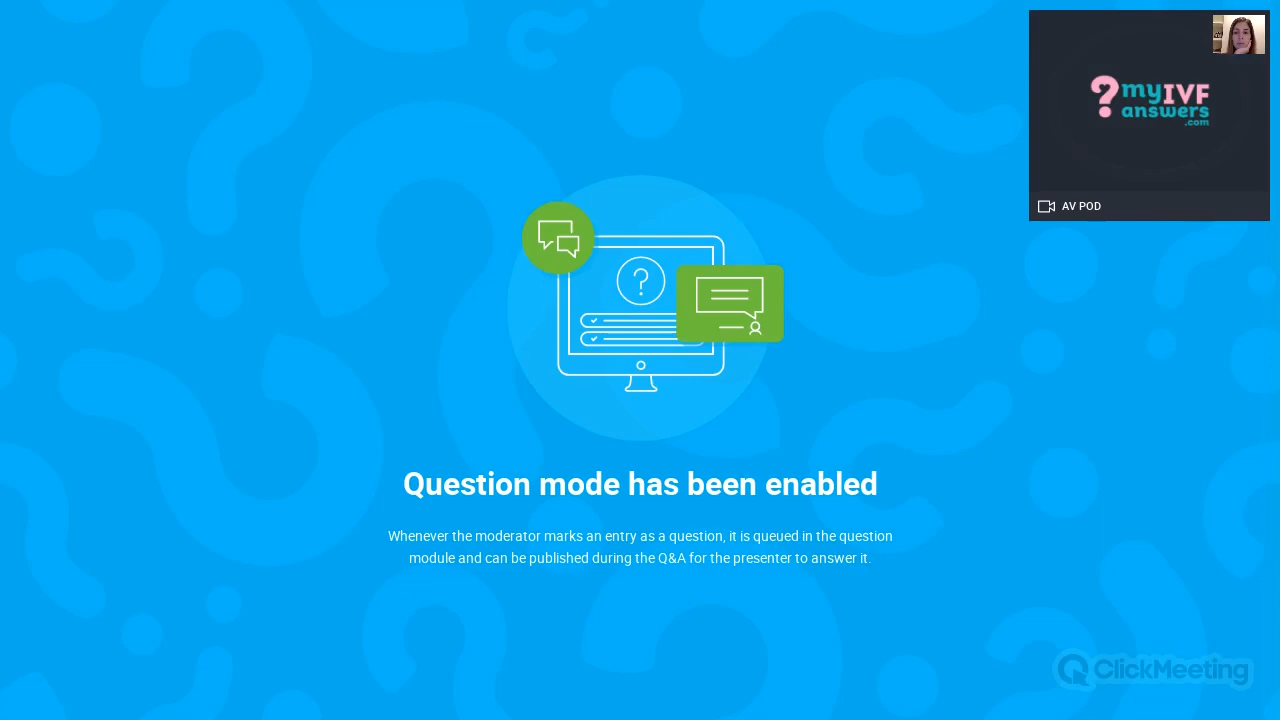 myIVF
answers
.com
AV POD
Question mode has been enabled
Whenever the moderator marks an entry as a question, it is queued in the question
module and can be published during the Q&A for the presenter to answer it.
ClickMeeting